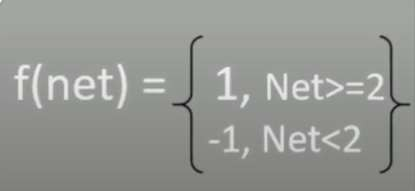 f(net) = { 1, Net>=2 }
-1, Net<2